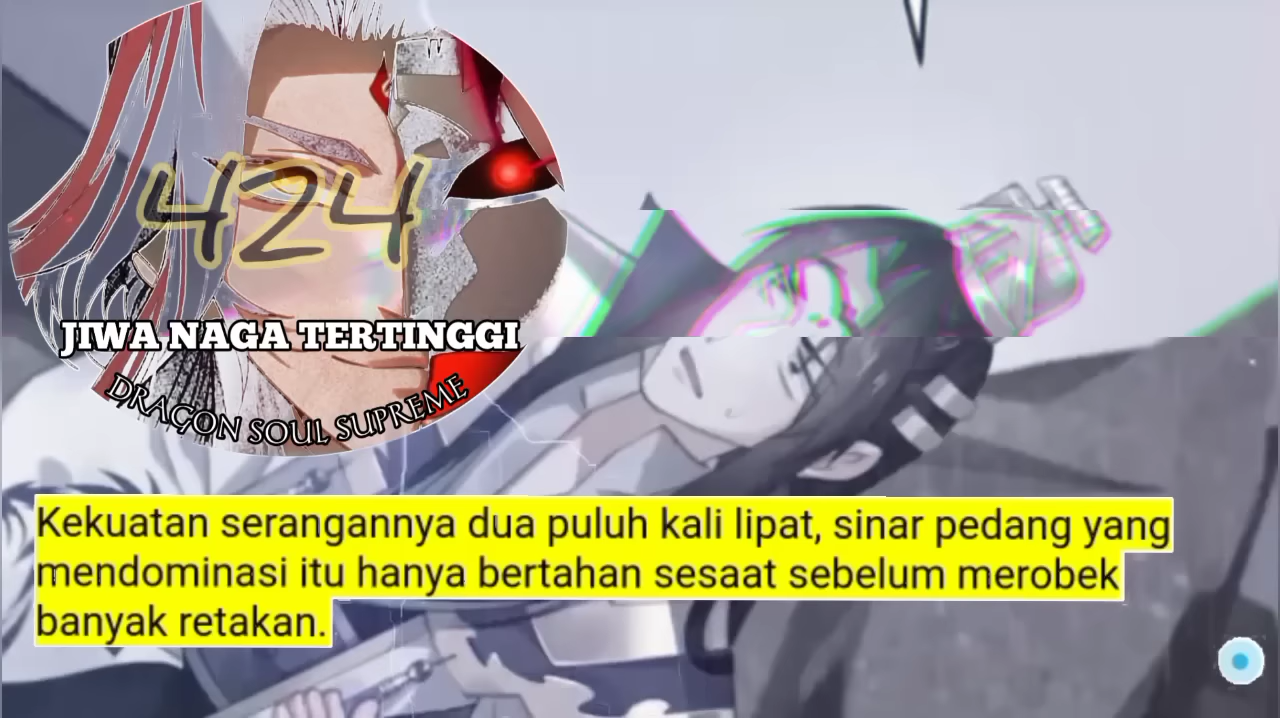 424
JIWA NAGA TERTINGGI
DRAGON SOUL SUPREME
Kekuatan serangannya dua puluh kali lipat, sinar pedang yang
mendominasi itu hanya bertahan sesaat sebelum merobek
banyak retakan.